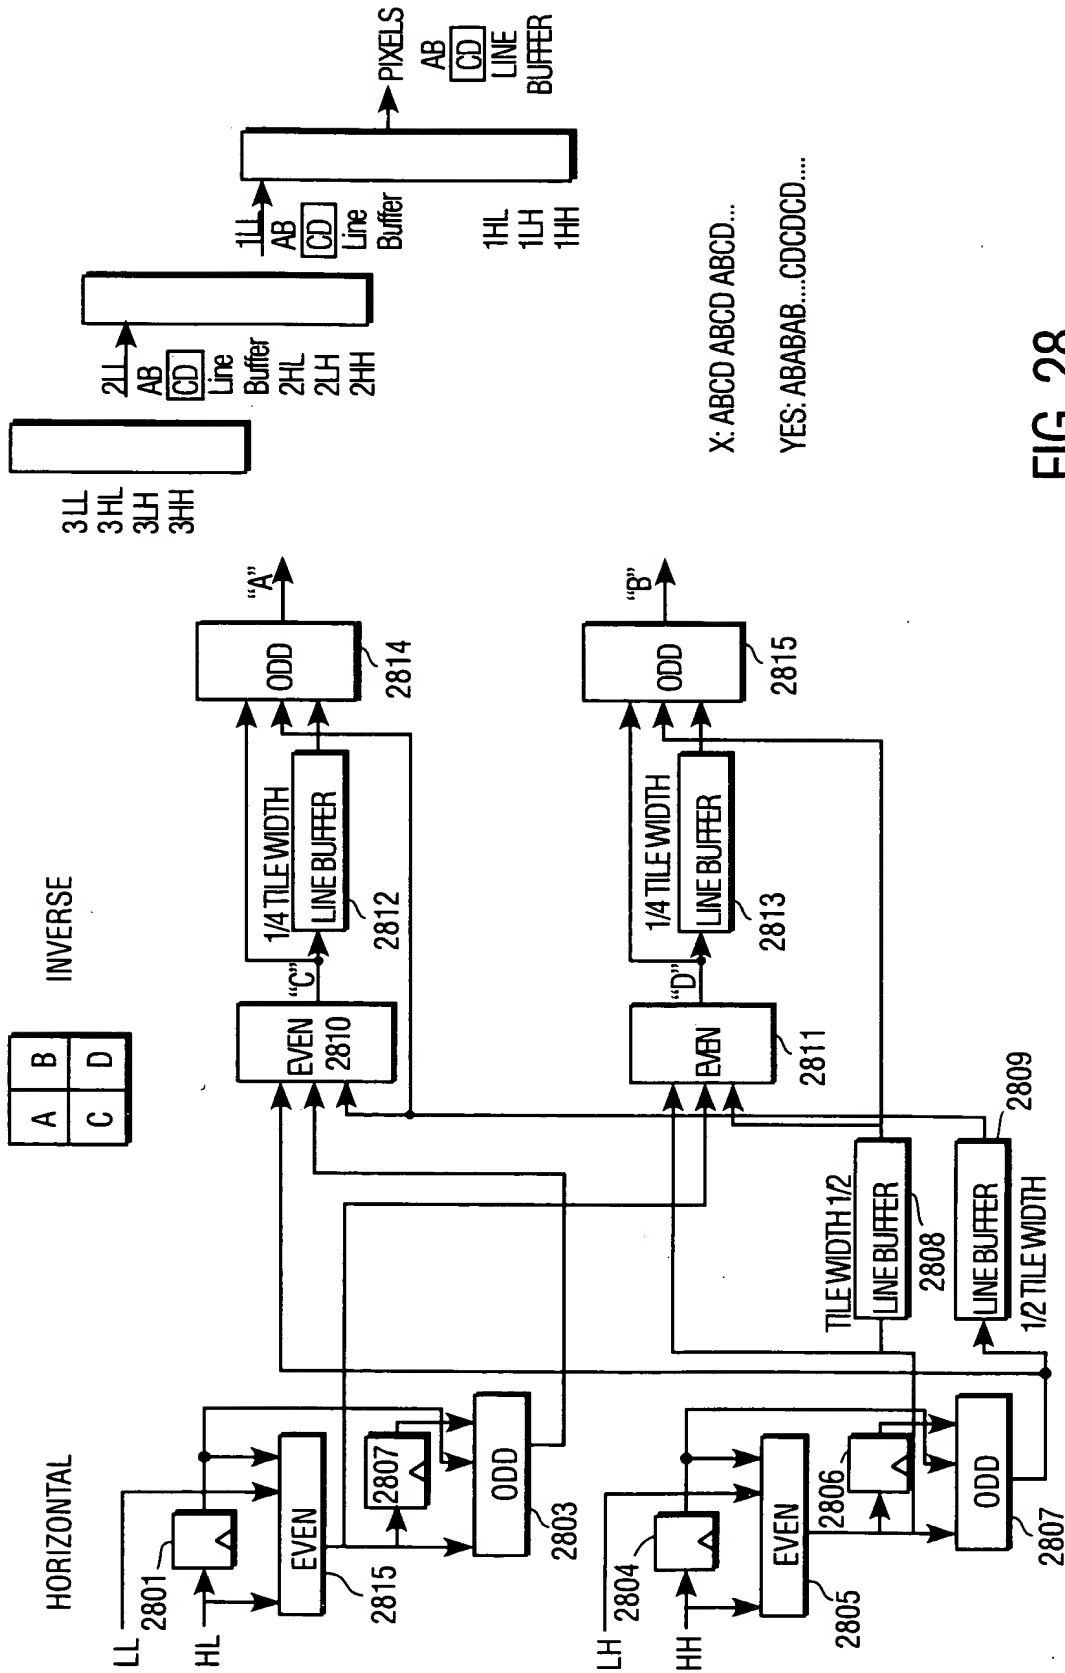 HORIZONTAL
INVERSE
A B
C D
LL
2801
HL
EVEN
2815
2807
ODD
2803
LH
2804
HH
EVEN
2805
2806
ODD
2807
EVEN
2810
"C"
1/4 TILE WIDTH
LINE BUFFER
2812
ODD
2814
"A"
EVEN
2811
"D"
1/4 TILE WIDTH
LINE BUFFER
2813
ODD
2815
"B"
TILE WIDTH 1/2
LINE BUFFER
2808
LINE BUFFER
2809
1/2 TILE WIDTH
3LL
3HL
3LH
3HH
2LL
AB
CD
Line
Buffer
2HL
2LH
2HH
1LL
AB
CD
Line
Buffer
1HL
1LH
1HH
PIXELS
AB
CD
LINE
BUFFER
X: ABCD ABCD ABCD...
YES: ABABAB....CDCDCD....
FIG. 28